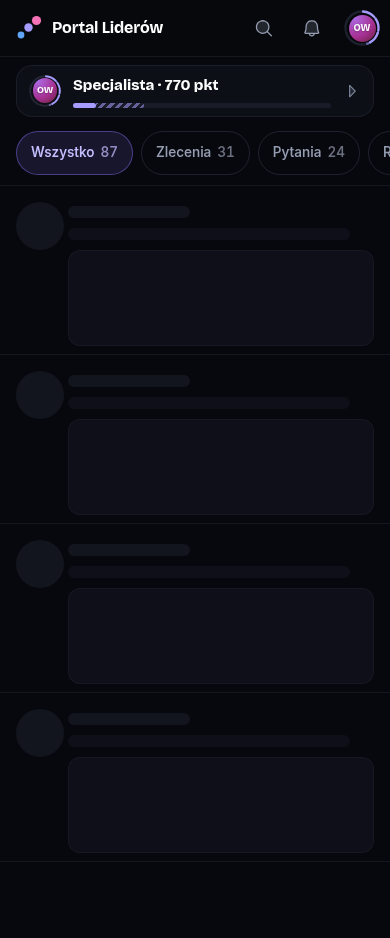 Portal Liderów
OW
OW
Specjalista · 770 pkt
Wszystko 87
Zlecenia 31
Pytania 24